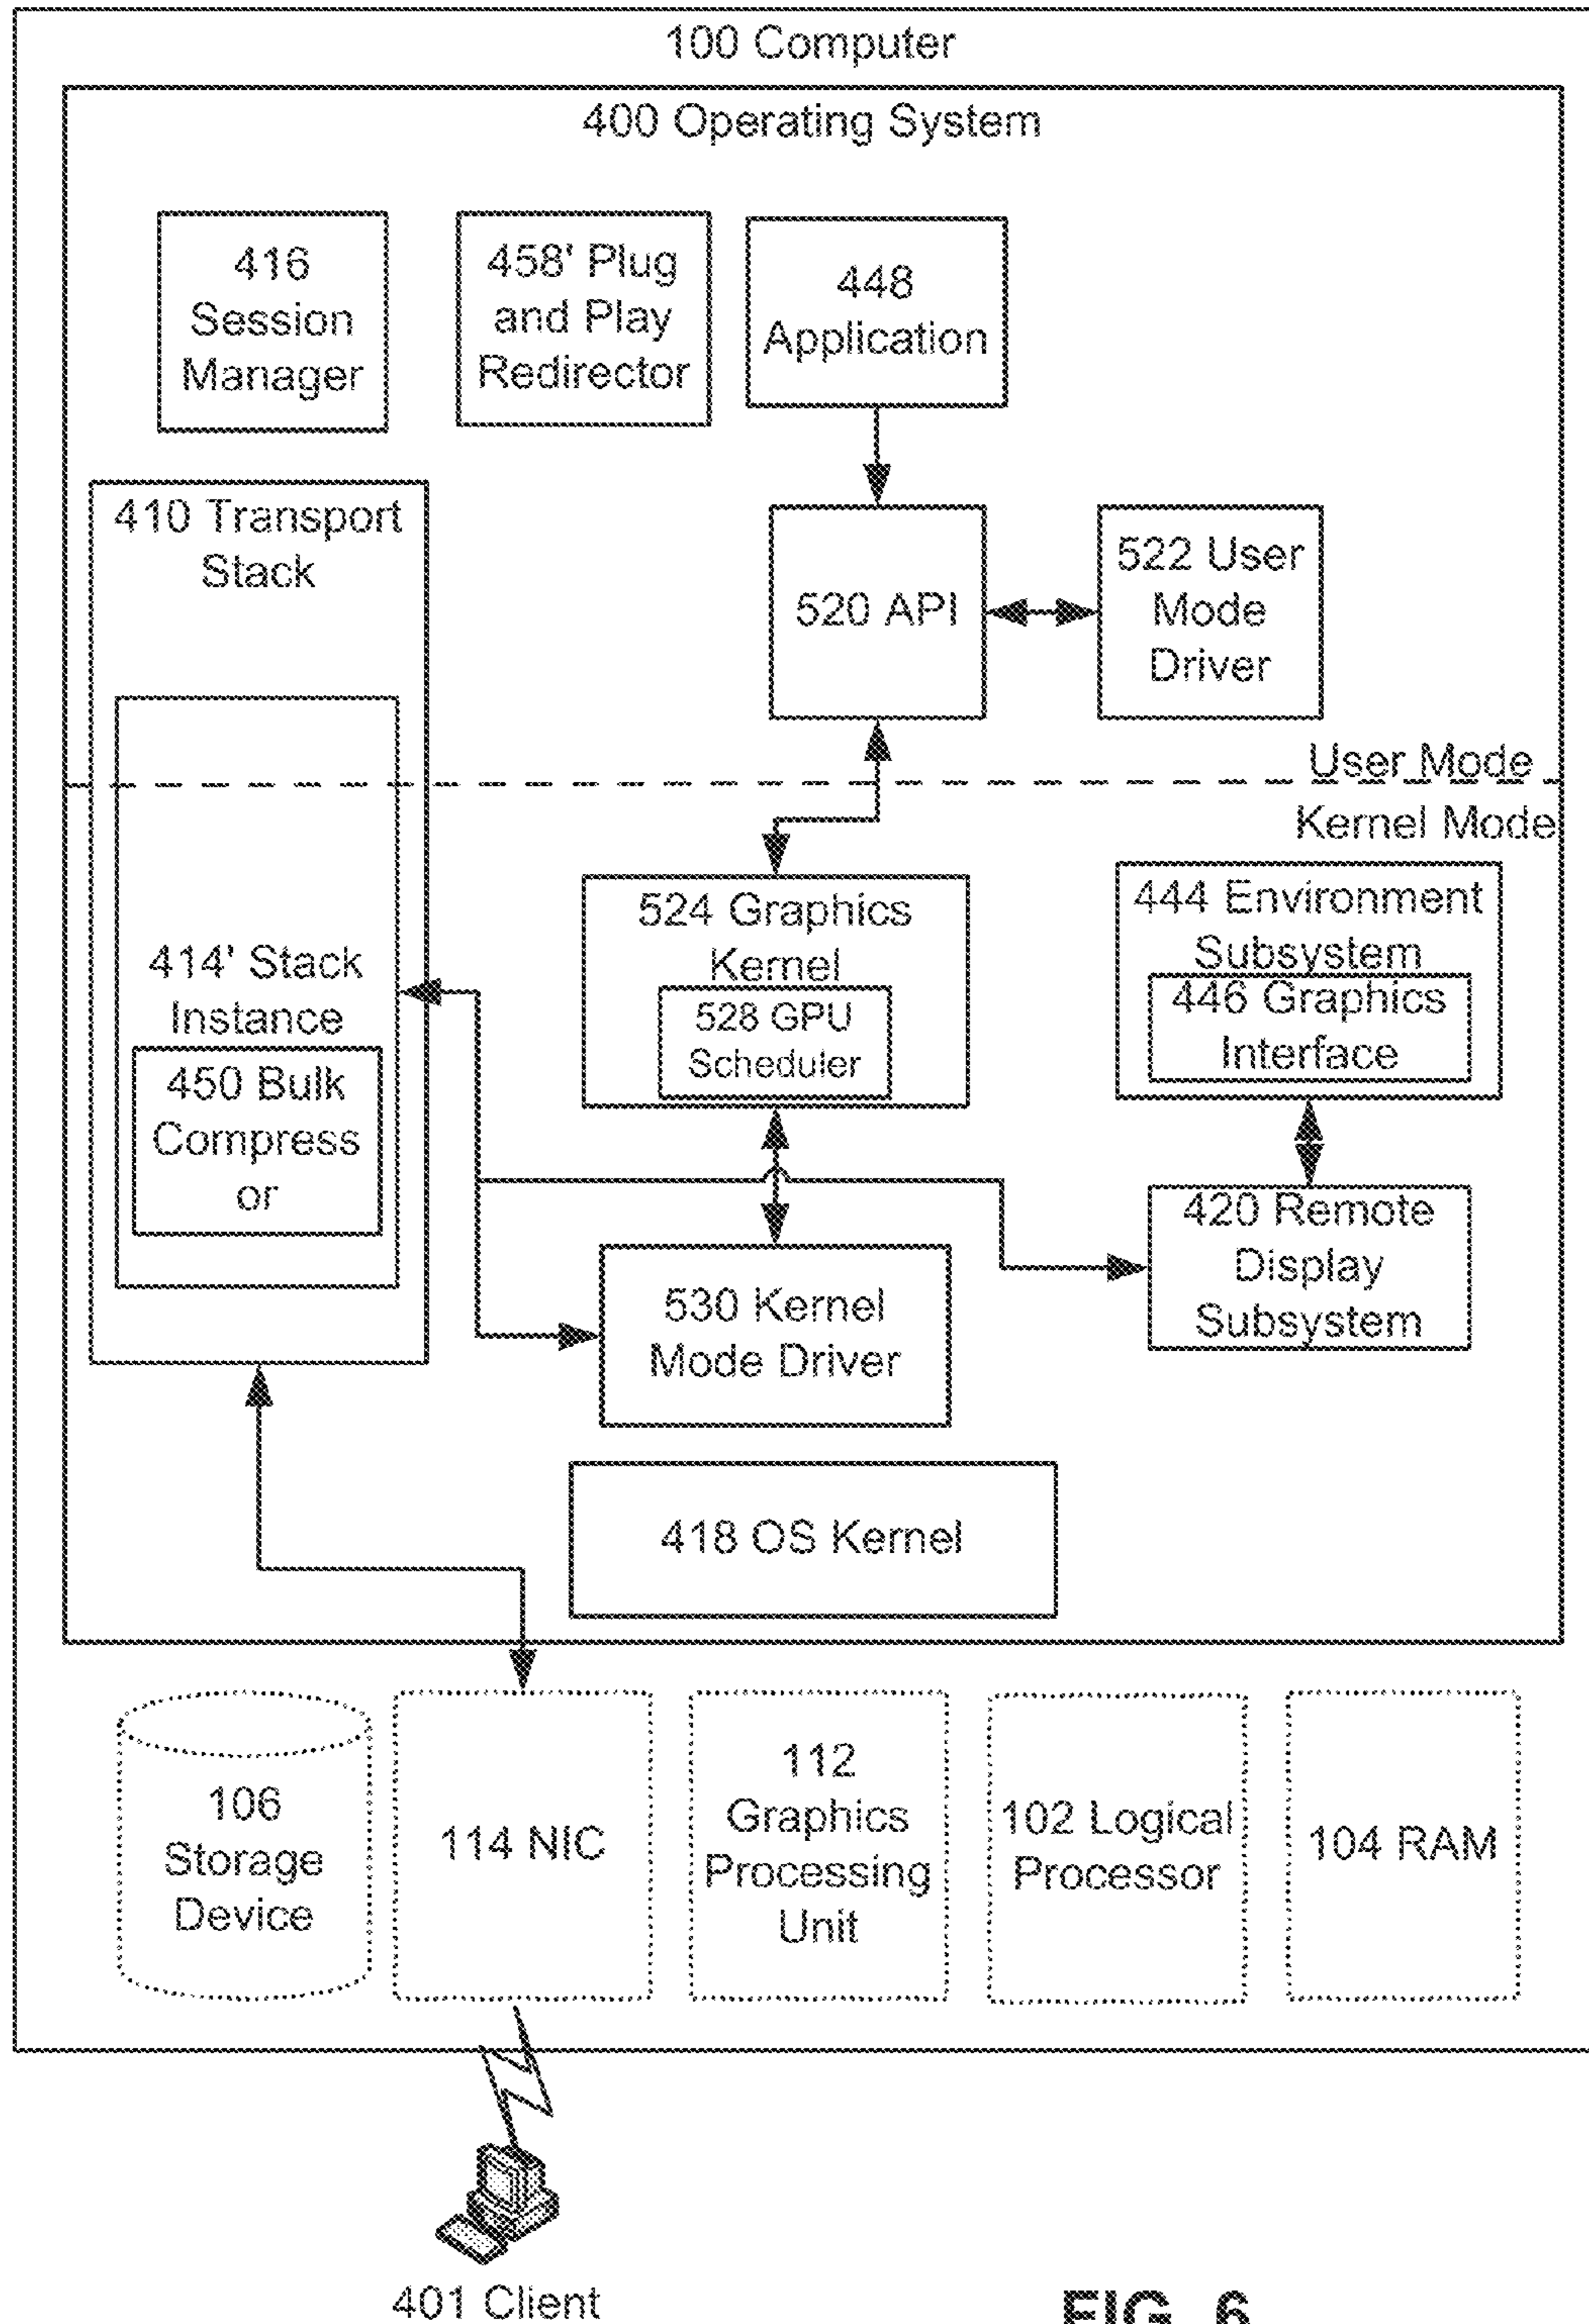 100 Computer
400 Operating System
416
Session
Manager
458' Plug
and Play
Redirector
448
Application
410 Transport
Stack
520 API
522 User
Mode
Driver
User Mode
Kernel Mode
414' Stack
Instance
450 Bulk
Compress
or
524 Graphics
Kernel
528 GPU
Scheduler
444 Environment
Subsystem
446 Graphics
Interface
530 Kernel
Mode Driver
420 Remote
Display
Subsystem
418 OS Kernel
106
Storage
Device
114 NIC
112
Graphics
Processing
Unit
102 Logical
Processor
104 RAM
401 Client
FIG. 6